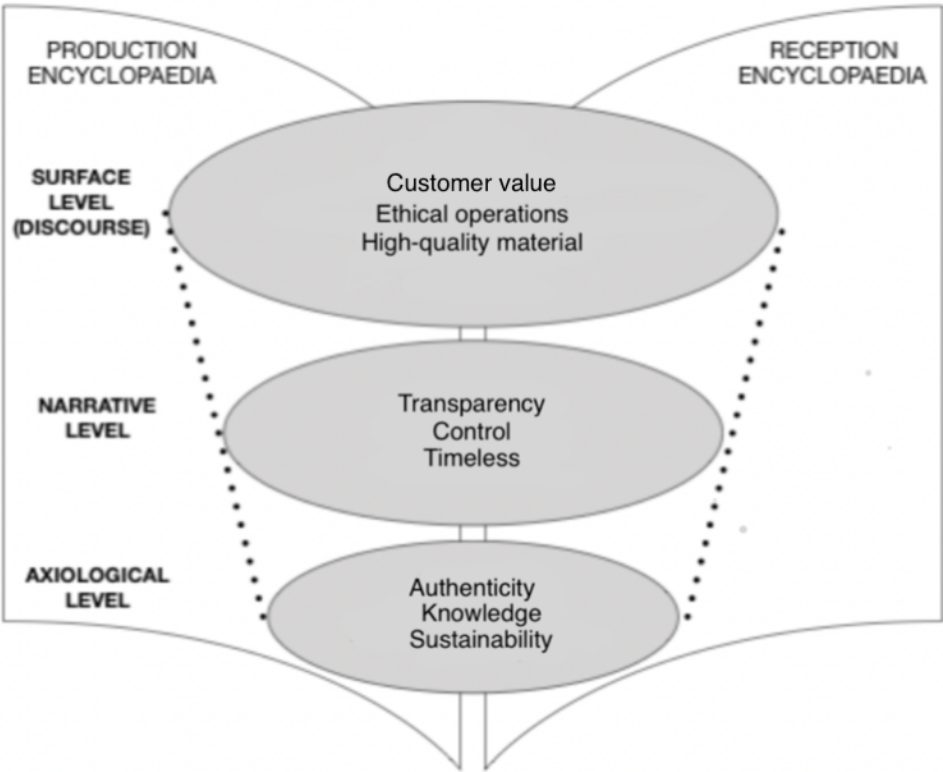 PRODUCTION
ENCYCLOPAEDIA
RECEPTION
ENCYCLOPAEDIA
SURFACE
LEVEL
(DISCOURSE)
Customer value
Ethical operations
High-quality material
NARRATIVE
LEVEL
Transparency
Control
Timeless
AXIOLOGICAL
LEVEL
Authenticity
Knowledge
Sustainability